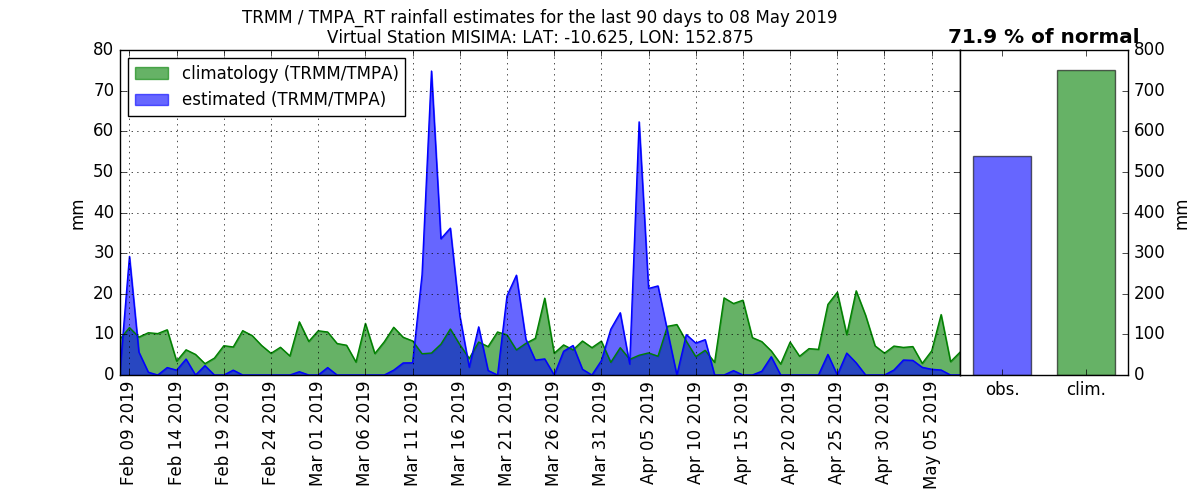 TRMM / TMPA_RT rainfall estimates for the last 90 days to 08 May 2019
Virtual Station MISIMA: LAT: -10.625, LON: 152.875
71.9 % of normal
climatology (TRMM/TMPA)
estimated (TRMM/TMPA)
80
70
60
50
40
30
20
10
0
mm
Feb 09 2019
Feb 14 2019
Feb 19 2019
Feb 24 2019
Mar 01 2019
Mar 06 2019
Mar 11 2019
Mar 16 2019
Mar 21 2019
Mar 26 2019
Mar 31 2019
Apr 05 2019
Apr 10 2019
Apr 15 2019
Apr 20 2019
Apr 25 2019
Apr 30 2019
May 05 2019
800
700
600
500
400
300
200
100
0
mm
obs.
clim.